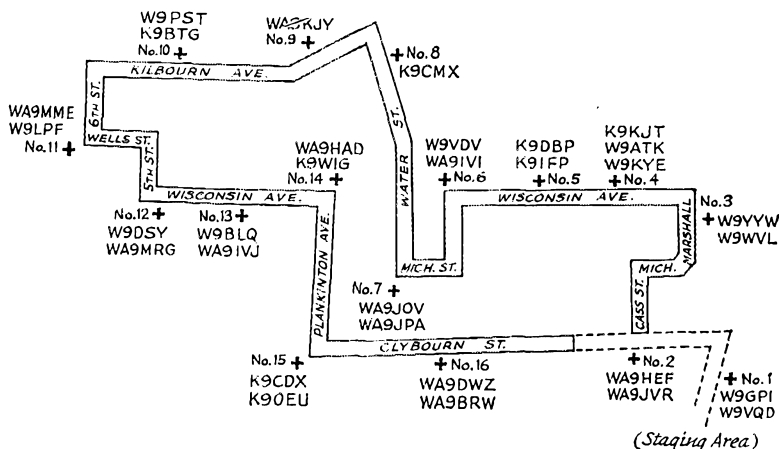 W9PST
K9BTG
No.10
WA9KJY
No.9
No.8
K9CMX
KILBOURN AVE.
6TH ST.
WA9MME
W9LPF
No.11
WELLS ST.
5TH ST.
WISCONSIN AVE.
No.12
W9DSY
WA9MRG
No.13
W9BLQ
WA9IVJ
WA9HAD
K9WIG
No.14
WATER ST.
W9VDV
WA9IVI
No.6
K9DBP
K9IFP
No.5
K9KJT
W9ATK
W9KYE
No.4
WISCONSIN AVE.
No.3
W9YYW
W9WVL
MARSHALL
MICH.
CASS ST.
MICH. ST.
No.7
WA9JOV
WA9JPA
PLANKINTON AVE.
CLYBOURN ST.
No.15
K9CDX
K9OEU
No.16
WA9DWZ
WA9BRW
No.2
WA9HEF
WA9JVR
No.1
W9GPI
W9VQD
(Staging Area)